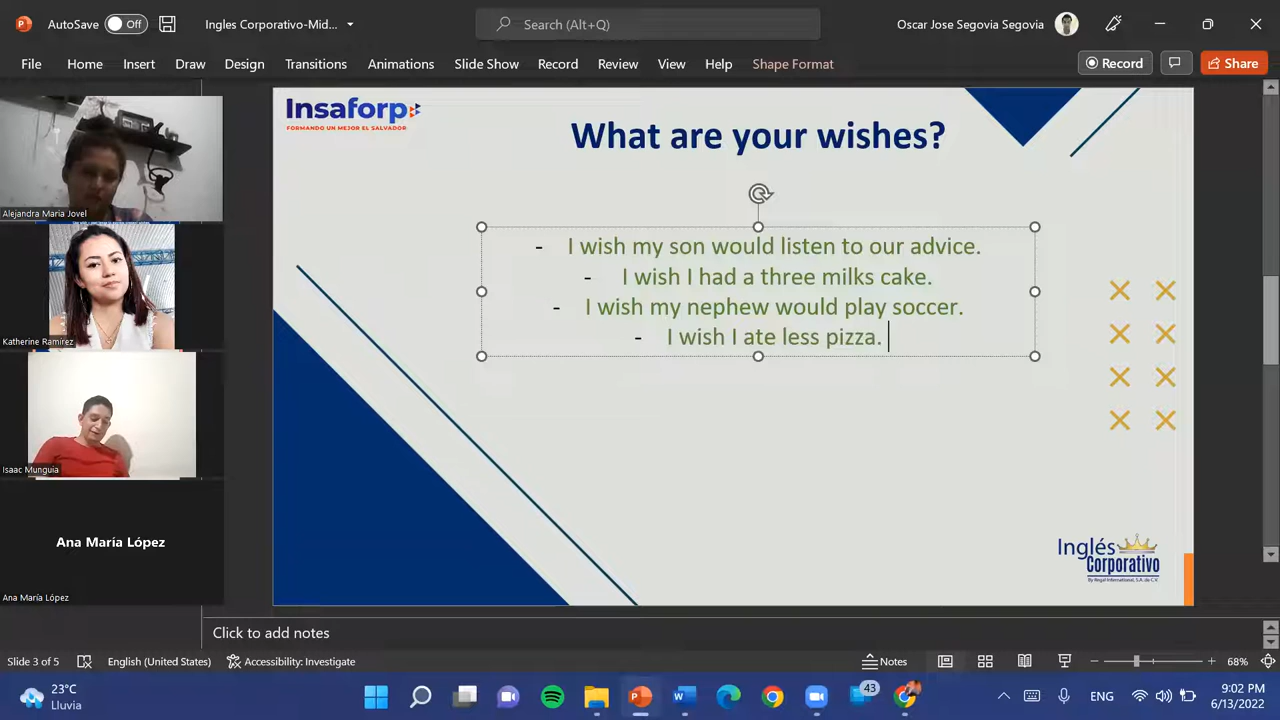 AutoSave Off Ingles Corporativo-Mid... Search (Alt+Q) Oscar Jose Segovia Segovia
File Home Insert Draw Design Transitions Animations Slide Show Record Review View Help Shape Format Record Share
Insaforp
FORMANDO UN MEJOR EL SALVADOR
What are your wishes?
- I wish my son would listen to our advice.
- I wish I had a three milks cake.
- I wish my nephew would play soccer.
- I wish I ate less pizza.
Alejandra María Jovel
Katherine Ramirez
Isaac Munguia
Ana María López
Ana María López
Inglés
Corporativo
By Regal International, S.A. de C.V.
Click to add notes
Slide 3 of 5 English (United States) Accessibility: Investigate Notes 68%
23°C
Lluvia
43
ENG
9:02 PM
6/13/2022